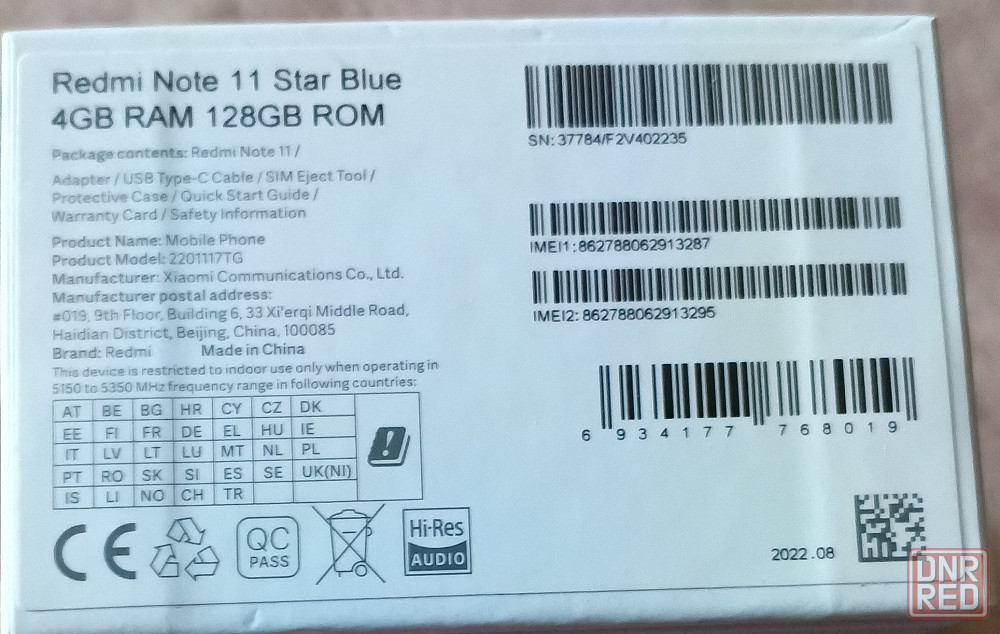 Redmi Note 11 Star Blue
4GB RAM 128GB ROM
Package contents: Redmi Note 11 /
Adapter / USB Type-C Cable / SIM Eject Tool /
Protective Case / Quick Start Guide /
Warranty Card / Safety Information
Product Name: Mobile Phone
Product Model: 2201117TG
Manufacturer: Xiaomi Communications Co., Ltd.
Manufacturer postal address:
#019, 9th Floor, Building 6, 33 Xi'erqi Middle Road,
Haidian District, Beijing, China, 100085
Brand: Redmi Made in China
This device is restricted to indoor use only when operating in
5150 to 5350 MHz frequency range in following countries:
AT BE BG HR CY CZ DK
EE FI FR DE EL HU IE
IT LV LT LU MT NL PL
PT RO SK SI ES SE UK(NI)
IS LI NO CH TR
CE
QC
PASS
Hi-Res
AUDIO
SN: 37784/F2V402235
IMEI1: 862788062913287
IMEI2: 862788062913295
6 934177 768019
2022.08
DNR
RED